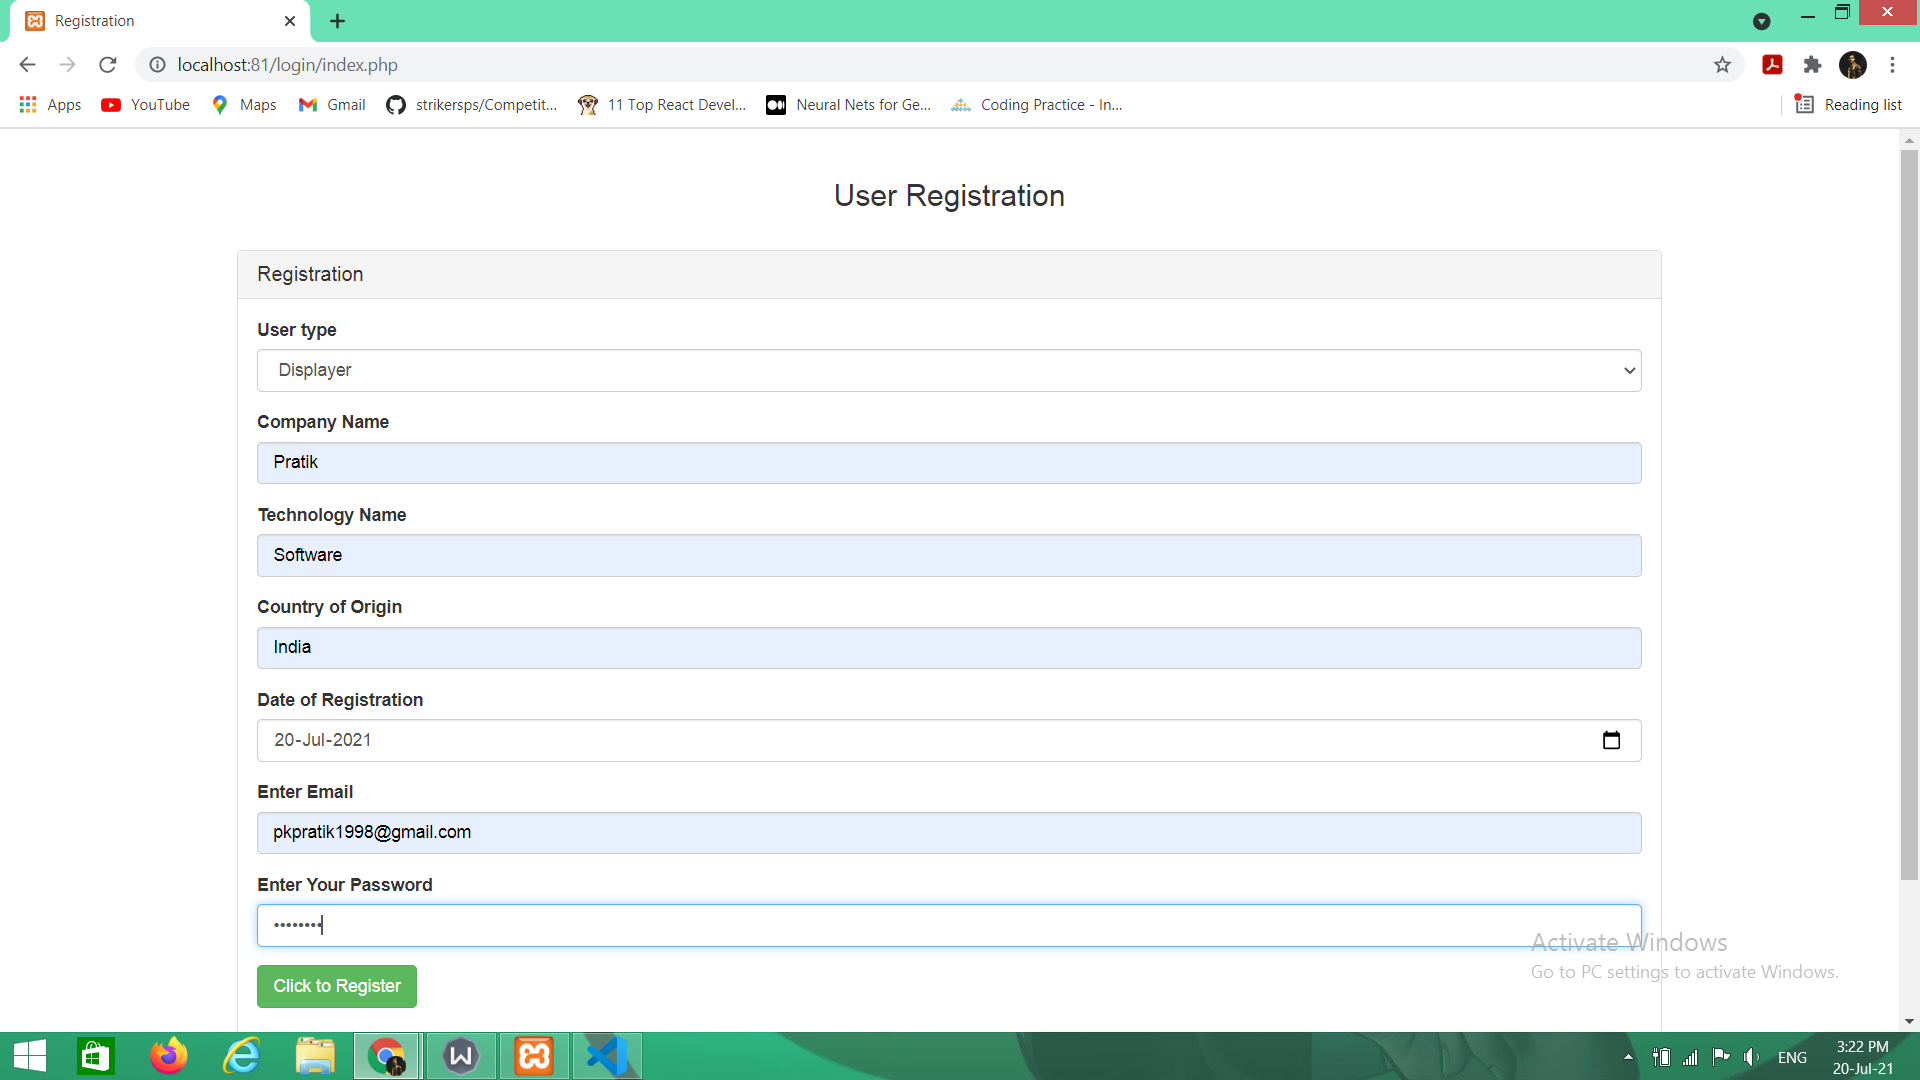 Registration
localhost:81/login/index.php
Apps
YouTube
Maps
Gmail
strikersps/Competit...
11 Top React Devel...
Neural Nets for Ge...
Coding Practice - In...
Reading list
User Registration
Registration
User type
Displayer
Company Name
Pratik
Technology Name
Software
Country of Origin
India
Date of Registration
20-Jul-2021
Enter Email
pkpratik1998@gmail.com
Enter Your Password
••••••••
Activate Windows
Go to PC settings to activate Windows.
Click to Register
ENG
3:22 PM
20-Jul-21